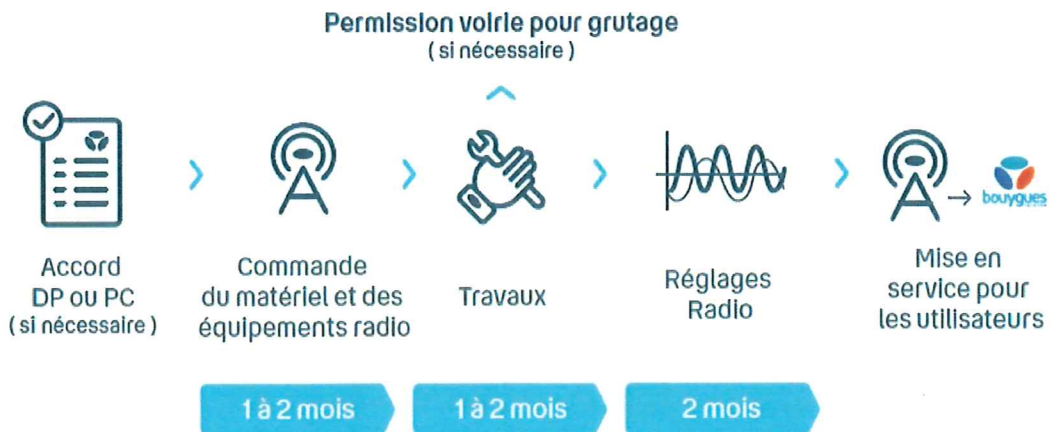 Permission voirie pour grutage
( si nécessaire )
Accord
DP ou PC
( si nécessaire )
Commande
du matériel et des
équipements radio
Travaux
Réglages
Radio
bouygues
Mise en
service pour
les utilisateurs
1 à 2 mois
1 à 2 mois
2 mois